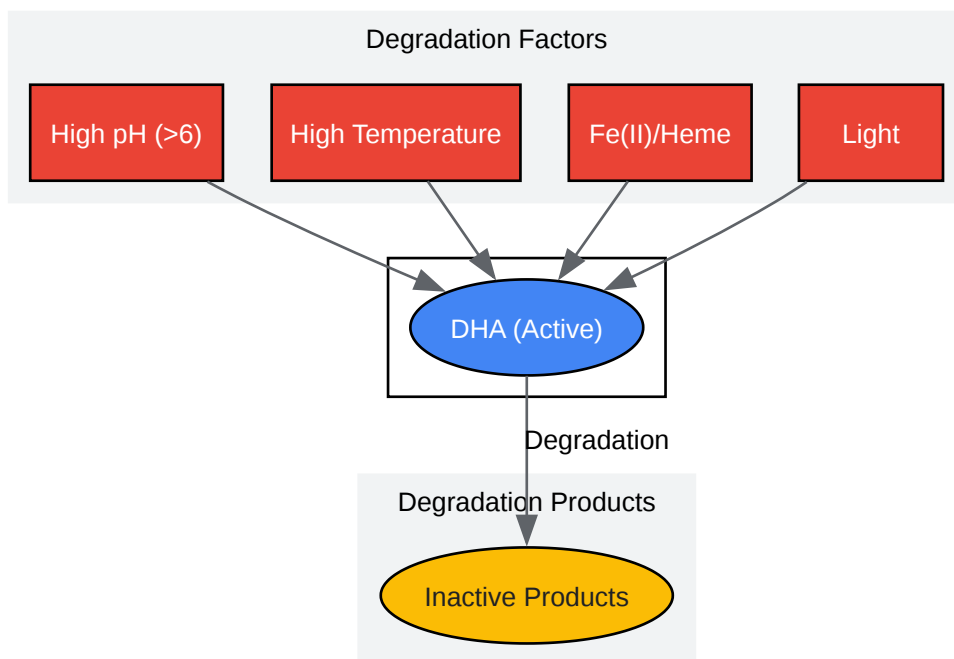 Degradation Factors
High pH (>6)
High Temperature
Fe(II)/Heme
Light
DHA (Active)
Degradation
Degradation Products
Inactive Products